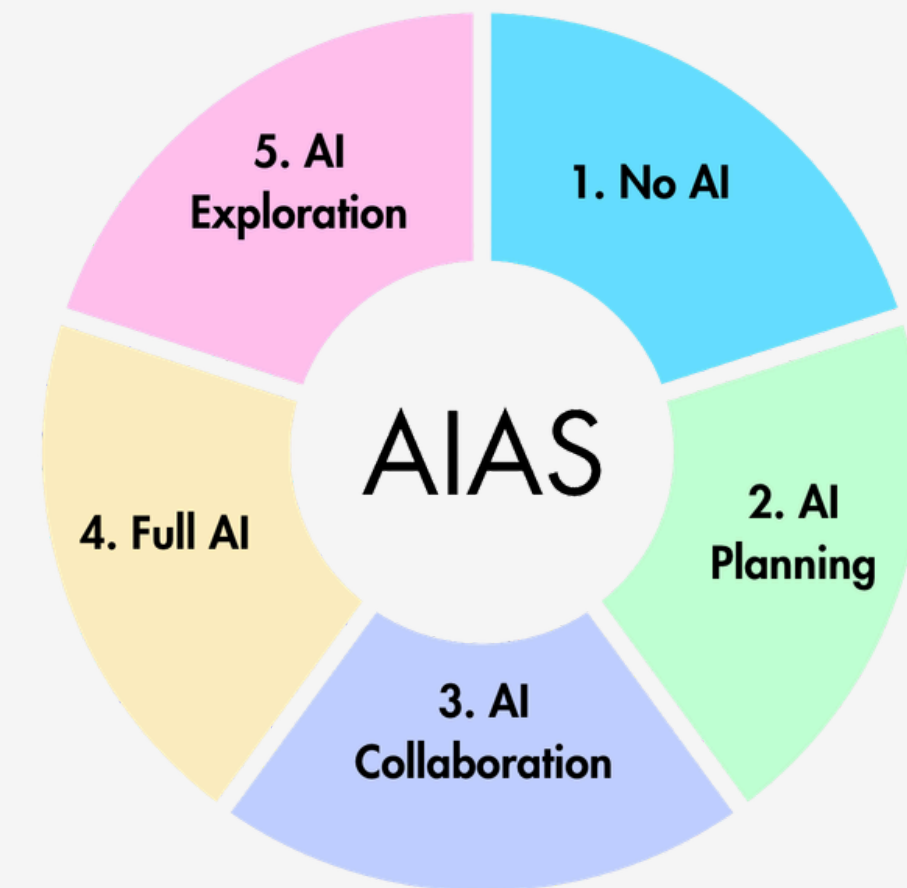 AIAS
1. No AI
2. AI
Planning
3. AI
Collaboration
4. Full AI
5. AI
Exploration